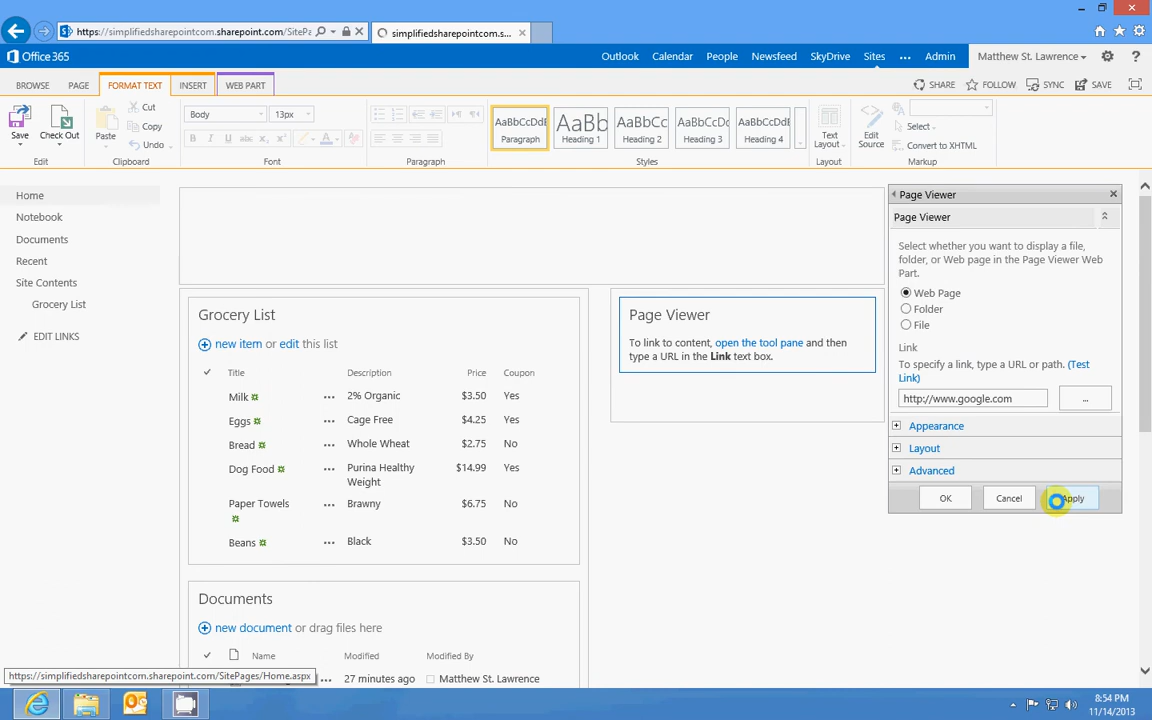 https://simplifiedsharepointcom.sharepoint.com/SitePa
simplifiedsharepointcom.s...
Office 365
Outlook Calendar People Newsfeed SkyDrive Sites ... Admin Matthew St. Lawrence ?
BROWSE PAGE FORMAT TEXT INSERT WEB PART SHARE FOLLOW SYNC SAVE
Save Check Out Paste Cut Copy Undo
Body 13px
B I U abc x₂ x²
AaBbCcDdE AaBb AaBbCc AaBbCcDc AaBbCcDdE
Paragraph Heading 1 Heading 2 Heading 3 Heading 4
Text Layout
Edit Source
Select
Convert to XHTML
Edit Clipboard Font Paragraph Styles Layout Markup
Home
Notebook
Documents
Recent
Site Contents
Grocery List
EDIT LINKS
Grocery List
new item or edit this list
Title Description Price Coupon
Milk ... 2% Organic $3.50 Yes
Eggs ... Cage Free $4.25 Yes
Bread ... Whole Wheat $2.75 No
Dog Food ... Purina Healthy Weight $14.99 Yes
Paper Towels ... Brawny $6.75 No
Beans ... Black $3.50 No
Documents
new document or drag files here
Name Modified Modified By
... 27 minutes ago Matthew St. Lawrence
Page Viewer
To link to content, open the tool pane and then
type a URL in the Link text box.
Page Viewer
Page Viewer
Select whether you want to display a file,
folder, or Web page in the Page Viewer Web
Part.
Web Page
Folder
File
Link
To specify a link, type a URL or path. (Test
Link)
http://www.google.com ...
Appearance
Layout
Advanced
OK Cancel Apply
https://simplifiedsharepointcom.sharepoint.com/SitePages/Home.aspx
8:54 PM
11/14/2013